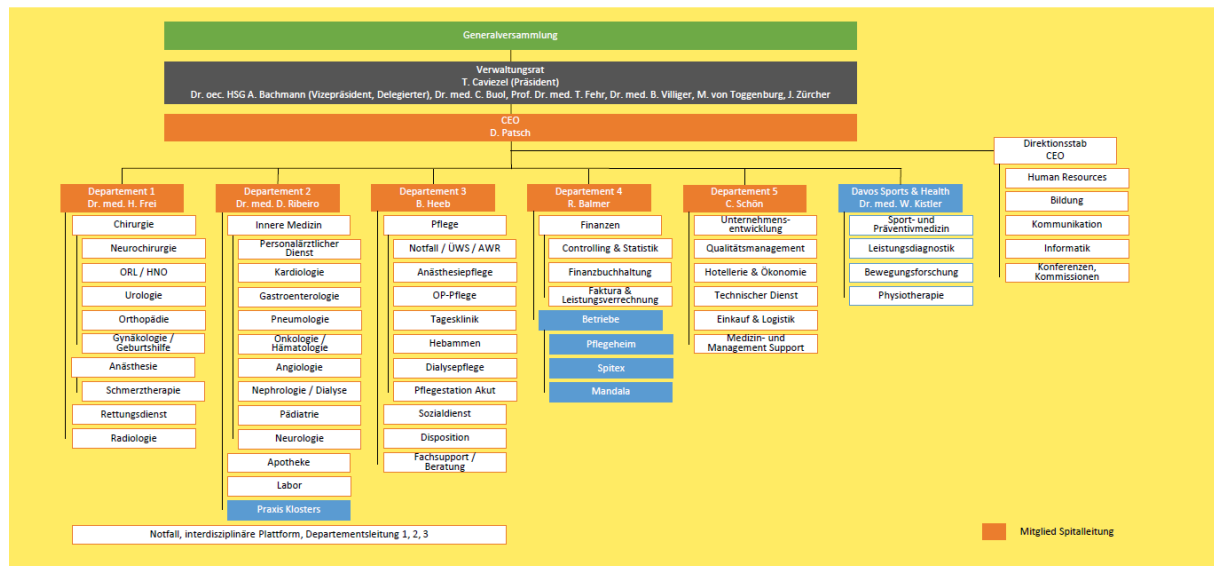 Generalversammlung
Verwaltungsrat
T. Caviezel (Präsident)
Dr. oec. HSG A. Bachmann (Vizepräsident, Delegierter), Dr. med. C. Buol, Prof. Dr. med. T. Fehr, Dr. med. B. Villiger, M. von Toggenburg, J. Zürcher
CEO
D. Patsch
Direktionsstab
CEO
Human Resources
Bildung
Kommunikation
Informatik
Konferenzen,
Kommissionen
Departement 1
Dr. med. H. Frei
Chirurgie
Neurochirurgie
ORL / HNO
Urologie
Orthopädie
Gynäkologie /
Geburtshilfe
Anästhesie
Schmerztherapie
Rettungsdienst
Radiologie
Departement 2
Dr. med. D. Ribeiro
Innere Medizin
Personalärztlicher
Dienst
Kardiologie
Gastroenterologie
Pneumologie
Onkologie /
Hämatologie
Angiologie
Nephrologie / Dialyse
Pädiatrie
Neurologie
Apotheke
Labor
Praxis Klosters
Departement 3
B. Heeb
Pflege
Notfall / ÜWS / AWR
Anästhesiepflege
OP-Pflege
Tagesklinik
Hebammen
Dialysepflege
Pflegestation Akut
Sozialdienst
Disposition
Fachsupport /
Beratung
Departement 4
R. Balmer
Finanzen
Controlling & Statistik
Finanzbuchhaltung
Faktura &
Leistungsverrechnung
Betriebe
Pflegeheim
Spitex
Mandala
Departement 5
C. Schön
Unternehmens-
entwicklung
Qualitätsmanagement
Hotellerie & Ökonomie
Technischer Dienst
Einkauf & Logistik
Medizin- und
Management Support
Davos Sports & Health
Dr. med. W. Kistler
Sport- und
Präventivmedizin
Leistungsdiagnostik
Bewegungsforschung
Physiotherapie
Notfall, interdisziplinäre Plattform, Departementsleitung 1, 2, 3
Mitglied Spitalleitung